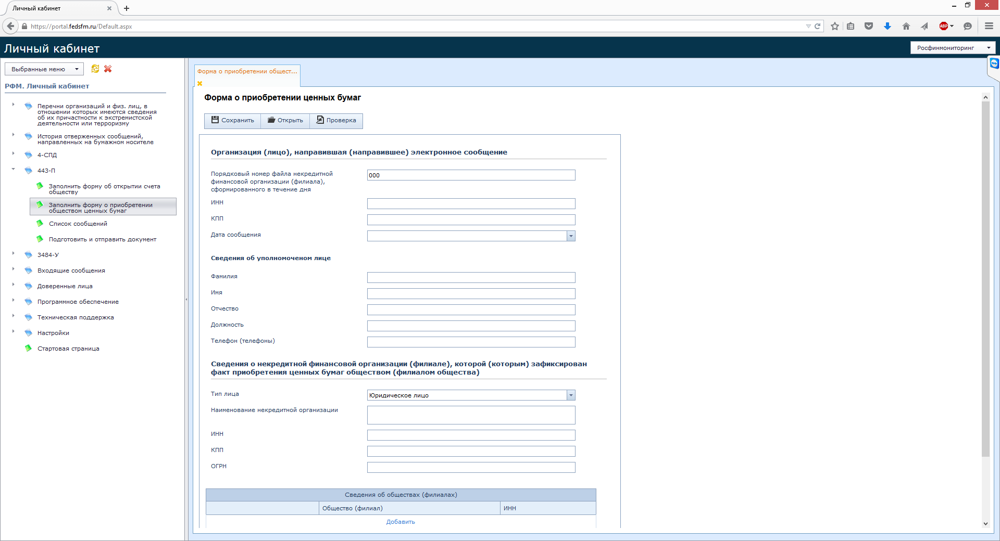 Личный кабинет
https://portal.fedsfm.ru/Default.aspx
ABP
Личный кабинет
Росфинмониторинг
Выбранные меню
РФМ. Личный кабинет
Перечни организаций и физ. лиц, в
отношении которых имеются сведения
об их причастности к экстремистской
деятельности или терроризму
История отверженных сообщений,
направленных на бумажном носителе
4-СПД
443-П
Заполнить форму об открытии счета
обществу
Заполнить форму о приобретении
обществом ценных бумаг
Список сообщений
Подготовить и отправить документ
3484-У
Входящие сообщения
Доверенные лица
Программное обеспечение
Техническая поддержка
Настройки
Стартовая страница
Форма о приобретении общест...
Форма о приобретении ценных бумаг
Сохранить
Открыть
Проверка
Организация (лицо), направившая (направившее) электронное сообщение
Порядковый номер файла некредитной
финансовой организации (филиала),
сформированного в течение дня
000
ИНН
КПП
Дата сообщения
Сведения об уполномоченом лице
Фамилия
Имя
Отчество
Должность
Телефон (телефоны)
Сведения о некредитной финансовой организации (филиале), которой (которым) зафиксирован
факт приобретения ценных бумаг обществом (филиалом общества)
Тип лица
Юридическое лицо
Наименование некредитной организации
ИНН
КПП
ОГРН
Сведения об обществах (филиалах)
Общество (филиал)
ИНН
Добавить